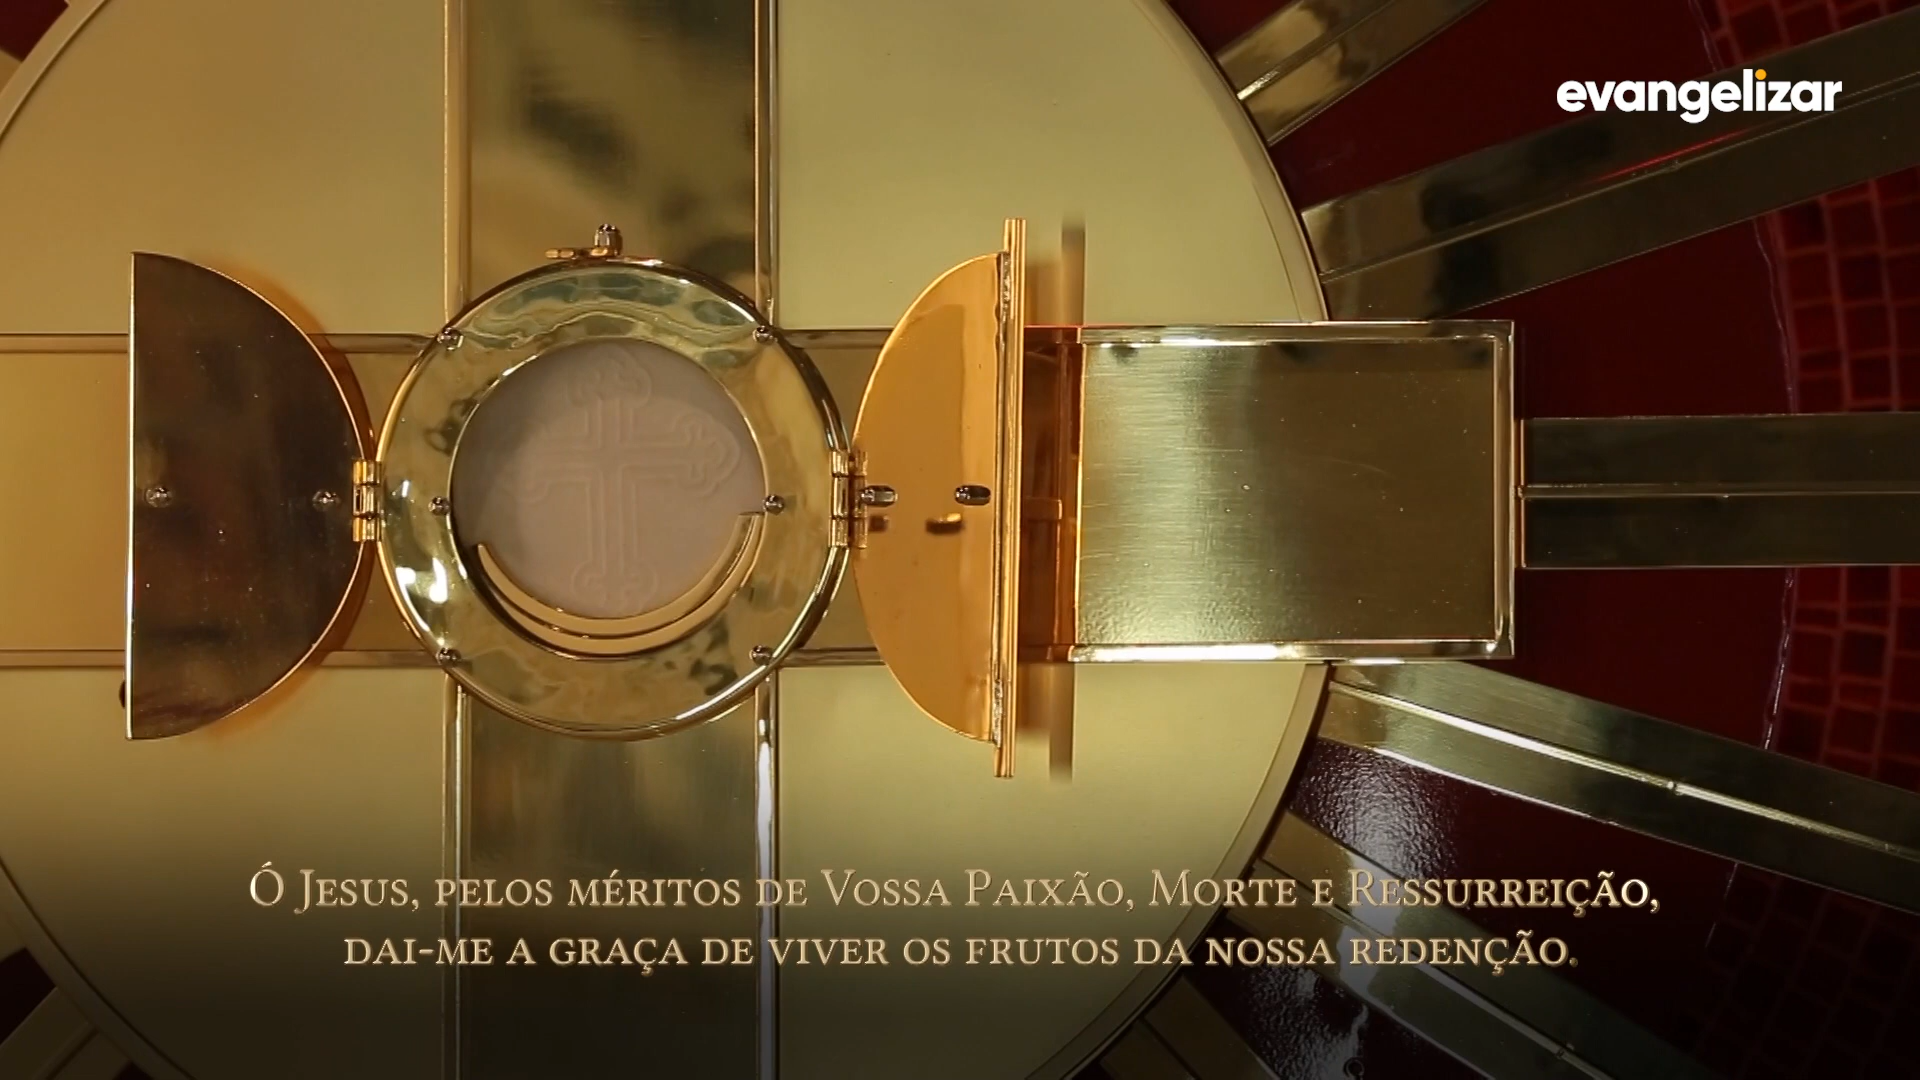 evangelizar
Ó Jesus, pelos méritos de Vossa Paixão, Morte e Ressurreição,
dai-me a graça de viver os frutos da nossa redenção.